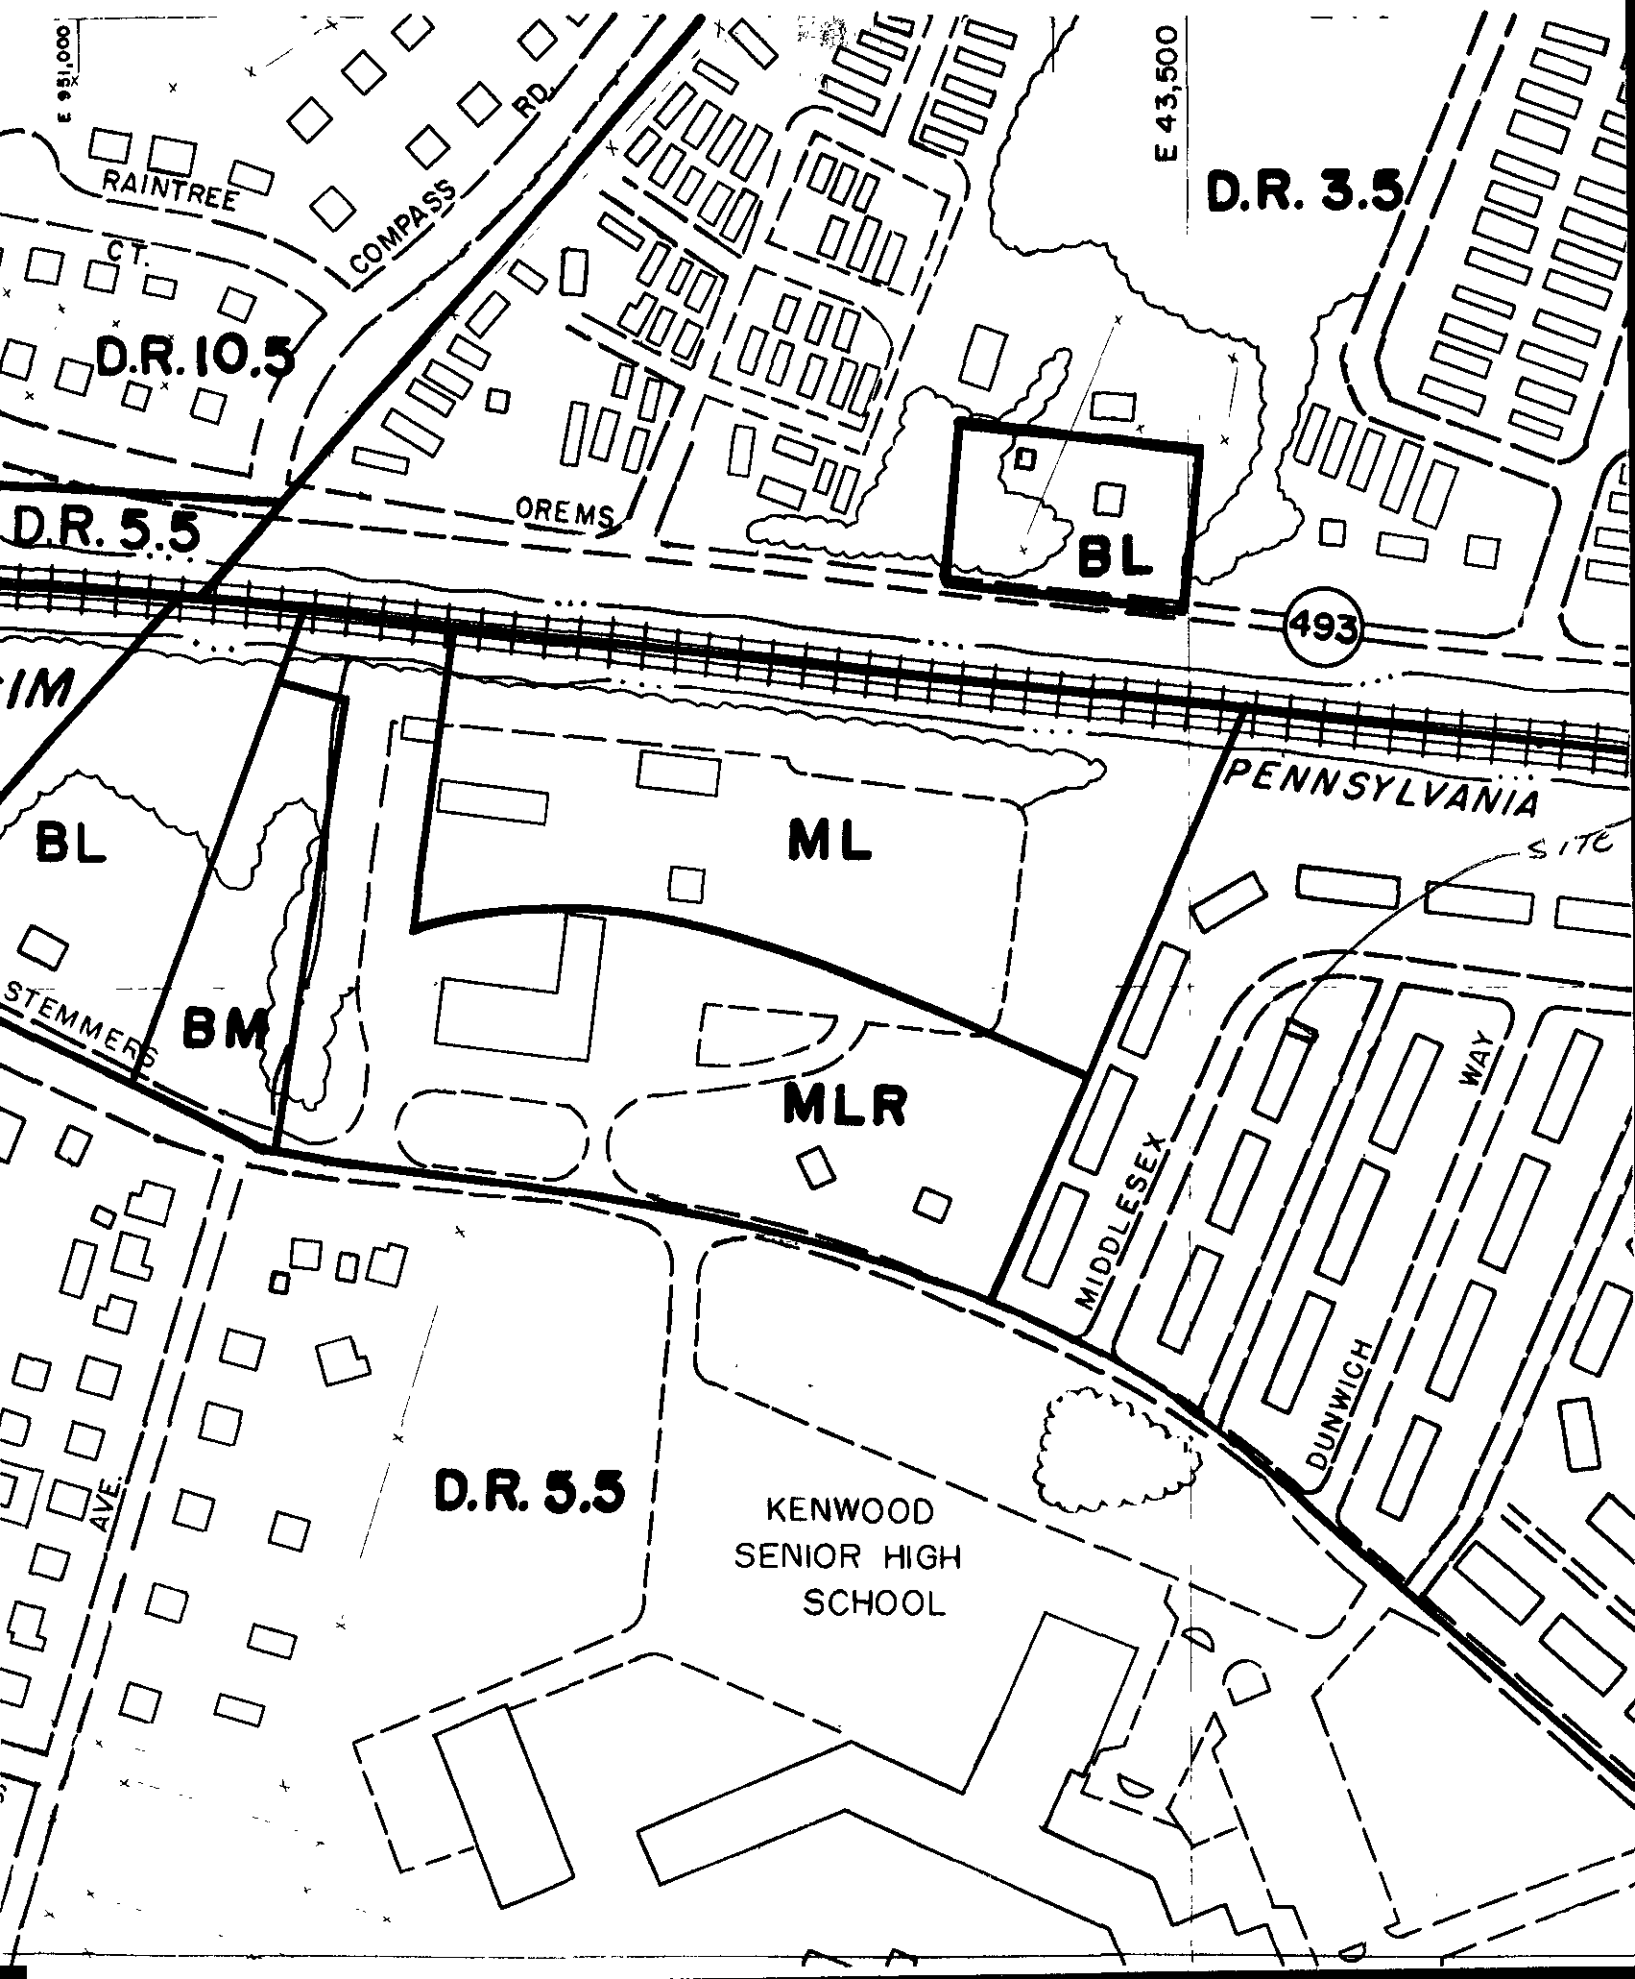 E 951,000
RD.
E 43,500
D.R. 3.5
RAINTREE
COMPASS
CT.
D.R. 10.5
OREMS
D.R. 5.5
BL
493
IM
PENNSYLVANIA
BL
ML
SITE
STEMMERS
BM
WAY
MLR
MIDDLESEX
DUNWICH
AVE.
D.R. 5.5
KENWOOD
SENIOR HIGH
SCHOOL